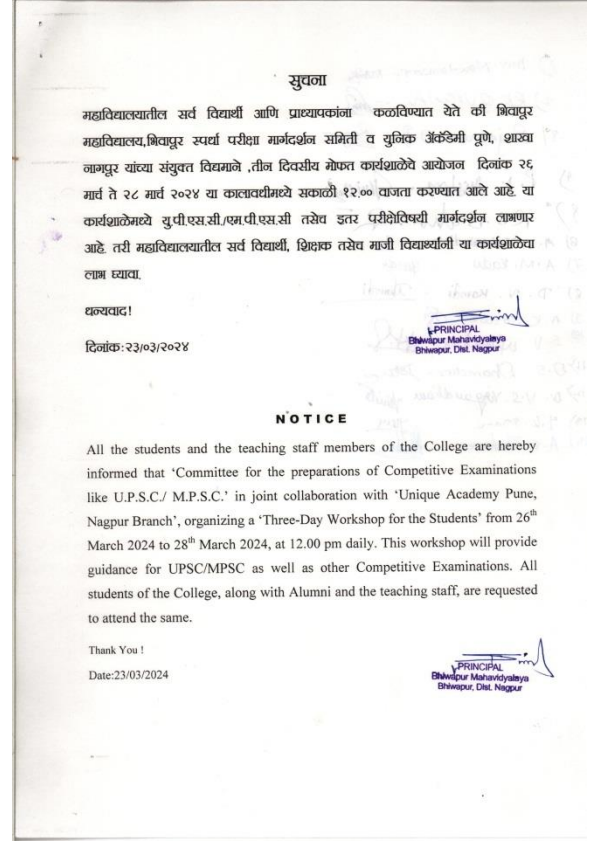 सुचना
महाविद्यालयातील सर्व विद्यार्थी आणि प्राध्यापकांना कळविण्यात येते की भिवापूर
महाविद्यालय,भिवापूर स्पर्धा परीक्षा मार्गदर्शन समिती व युनिक ॲकॅडेमी पूणे, शाखा
नागपूर यांच्या संयुक्त विद्यमाने ,तीन दिवसीय मोफत कार्यशाळेचे आयोजन दिनांक २६
मार्च ते २८ मार्च २०२४ या कालावधीमध्ये सकाळी १२.०० वाजता करण्यात आले आहे. या
कार्यशाळेमध्ये यु.पी.एस.सी./एम.पी.एस.सी तसेच इतर परीक्षेविषयी मार्गदर्शन लाभणार
आहे. तरी महाविद्यालयातील सर्व विद्यार्थी, शिक्षक तसेच माजी विद्यार्थ्यांनी या कार्यशाळेचा
लाभ घ्यावा.
धन्यवाद!
PRINCIPAL
Bhiwapur Mahavidyalaya
Bhiwapur, Dist. Nagpur
दिनांक:२३/०३/२०२४
NOTICE
All the students and the teaching staff members of the College are hereby
informed that ‘Committee for the preparations of Competitive Examinations
like U.P.S.C./ M.P.S.C.’ in joint collaboration with ‘Unique Academy Pune,
Nagpur Branch’, organizing a ‘Three-Day Workshop for the Students’ from 26th
March 2024 to 28th March 2024, at 12.00 pm daily. This workshop will provide
guidance for UPSC/MPSC as well as other Competitive Examinations. All
students of the College, along with Alumni and the teaching staff, are requested
to attend the same.
Thank You !
Date:23/03/2024
PRINCIPAL
Bhiwapur Mahavidyalaya
Bhiwapur, Dist. Nagpur